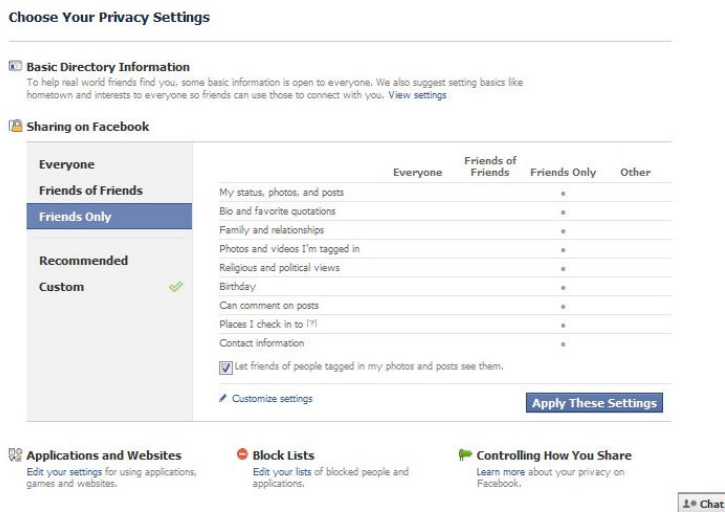 Choose Your Privacy Settings
Basic Directory Information
To help real world friends find you, some basic information is open to everyone. We also suggest setting basics like
hometown and interests to everyone so friends can use those to connect with you. View settings
Sharing on Facebook
Everyone
Friends of Friends
Friends Only
Recommended
Custom
Everyone Friends of Friends Friends Only Other
My status, photos, and posts
Bio and favorite quotations
Family and relationships
Photos and videos I'm tagged in
Religious and political views
Birthday
Can comment on posts
Places I check in to [?]
Contact information
Let friends of people tagged in my photos and posts see them.
Customize settings
Apply These Settings
Applications and Websites
Edit your settings for using applications,
games and websites.
Block Lists
Edit your lists of blocked people and
applications.
Controlling How You Share
Learn more about your privacy on
Facebook.
Chat